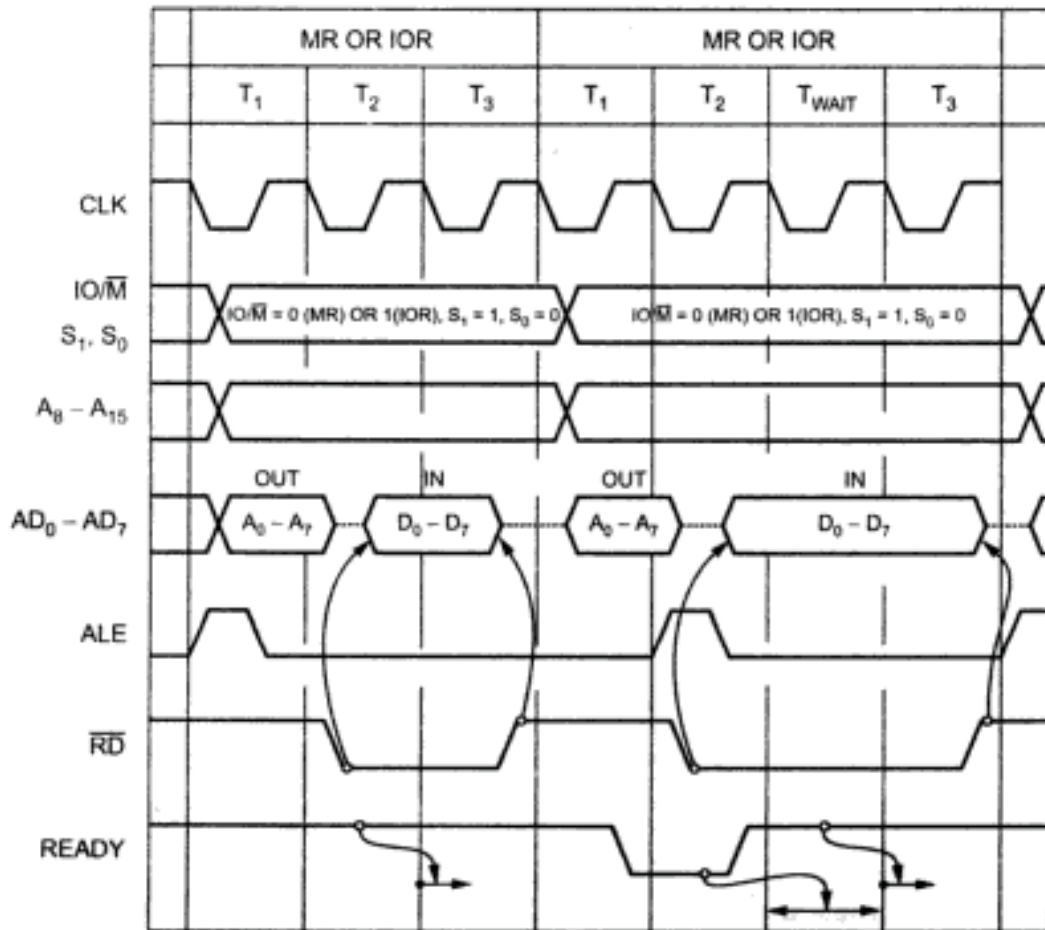 MR OR IOR MR OR IOR
T₁ T₂ T₃ T₁ T₂ T_WAIT T₃
CLK
IO/M̅
S₁, S₀
IO/M̅ = 0 (MR) OR 1(IOR), S₁ = 1, S₀ = 0 IO/M̅ = 0 (MR) OR 1(IOR), S₁ = 1, S₀ = 0
A₈ – A₁₅
OUT IN OUT IN
AD₀ – AD₇ A₀ – A₇ D₀ – D₇ A₀ – A₇ D₀ – D₇
ALE
R̅D̅
READY